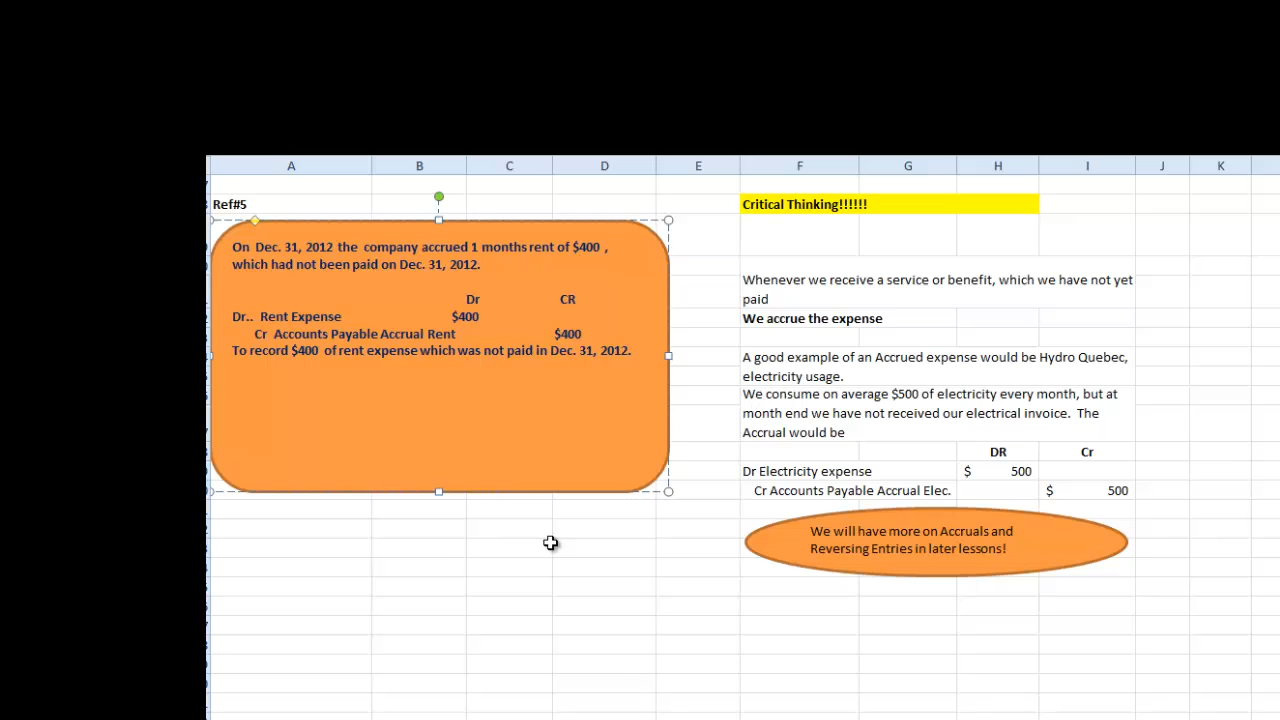 A B C D E F G H I J K
Ref#5
Critical Thinking!!!!!!
On Dec. 31, 2012 the company accrued 1 months rent of $400 ,
which had not been paid on Dec. 31, 2012.
Dr CR
Dr.. Rent Expense $400
Cr Accounts Payable Accrual Rent $400
To record $400 of rent expense which was not paid in Dec. 31, 2012.
Whenever we receive a service or benefit, which we have not yet
paid
We accrue the expense
A good example of an Accrued expense would be Hydro Quebec,
electricity usage.
We consume on average $500 of electricity every month, but at
month end we have not received our electrical invoice. The
Accrual would be
DR Cr
Dr Electricity expense $ 500
Cr Accounts Payable Accrual Elec. $ 500
We will have more on Accruals and
Reversing Entries in later lessons!